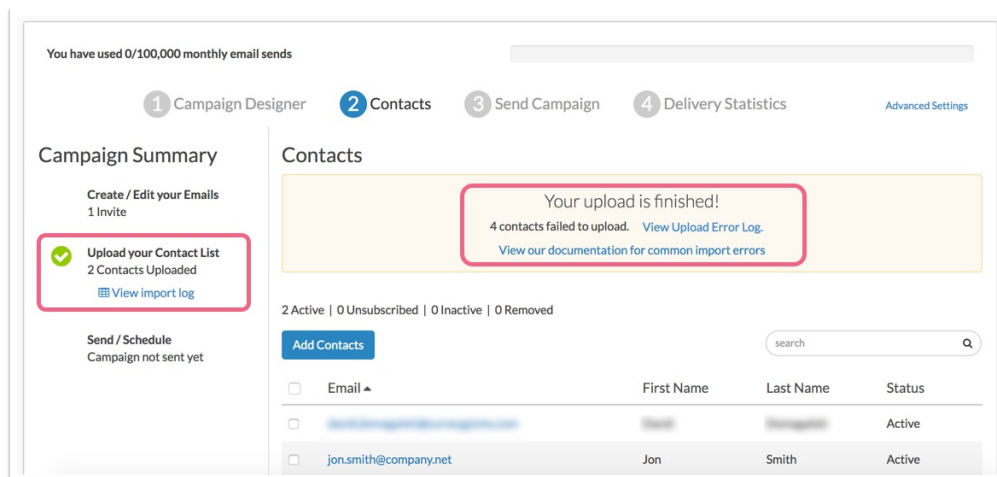 You have used 0/100,000 monthly email sends
1 Campaign Designer 2 Contacts 3 Send Campaign 4 Delivery Statistics Advanced Settings
Campaign Summary
Create / Edit your Emails
1 Invite
Upload your Contact List
2 Contacts Uploaded
View import log
Send / Schedule
Campaign not sent yet
Contacts
Your upload is finished!
4 contacts failed to upload. View Upload Error Log.
View our documentation for common import errors
2 Active | 0 Unsubscribed | 0 Inactive | 0 Removed
Add Contacts search
Email First Name Last Name Status
Active
jon.smith@company.net Jon Smith Active